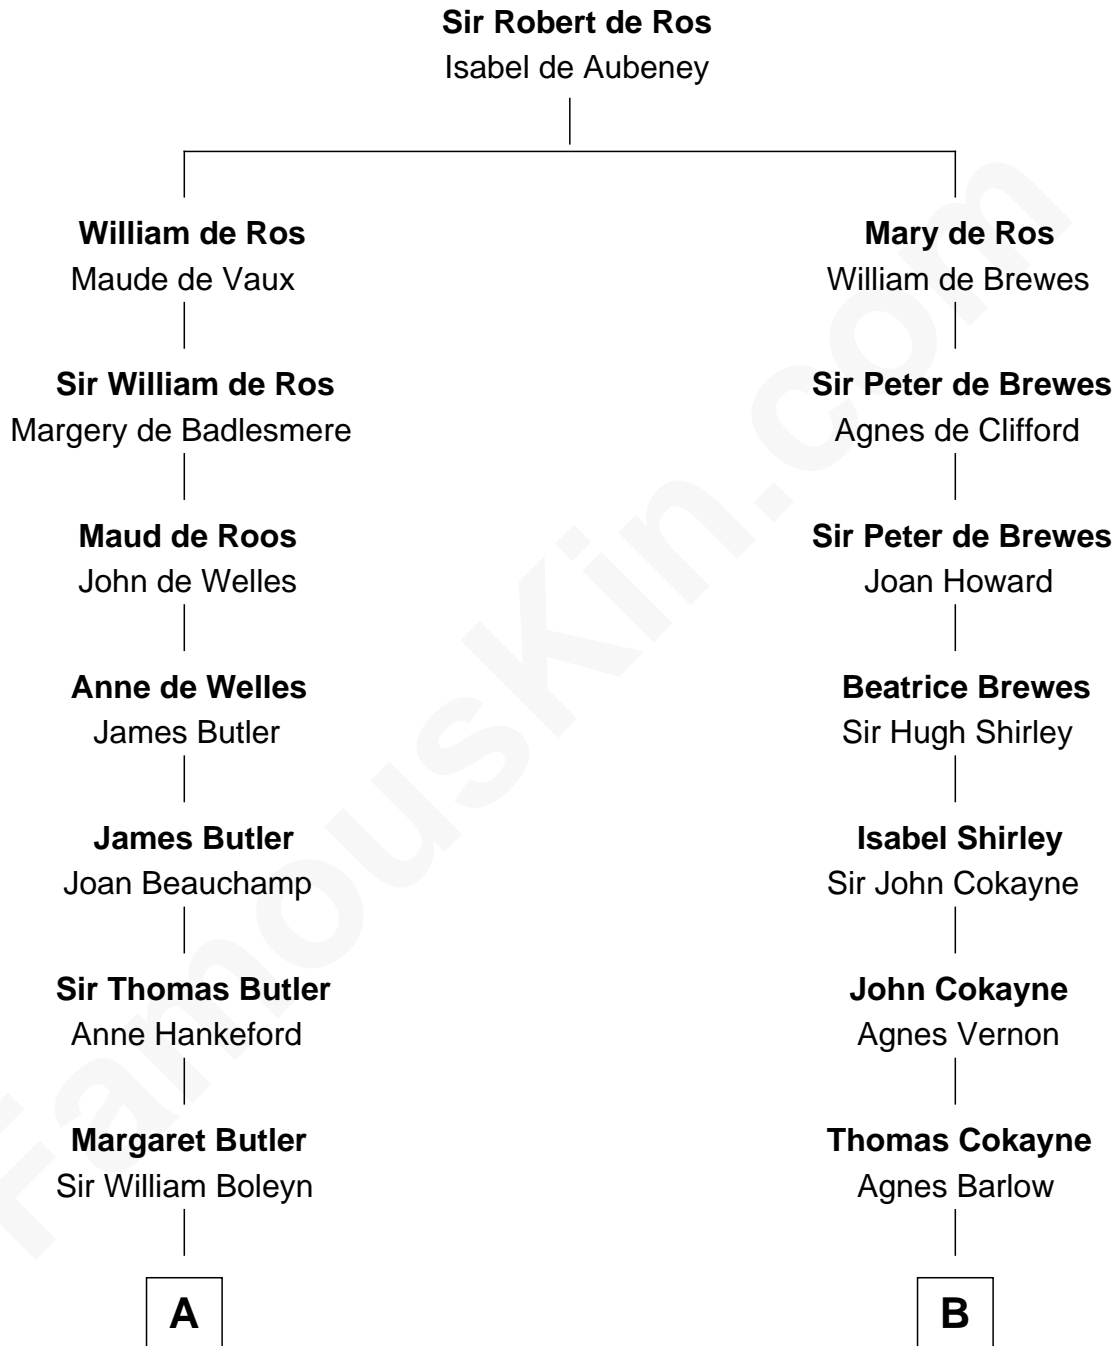 Sir Robert de Ros
Isabel de Aubeney
William de Ros
Maude de Vaux
Mary de Ros
William de Brewes
Sir William de Ros
Margery de Badlesmere
Sir Peter de Brewes
Agnes de Clifford
Maud de Roos
John de Welles
Sir Peter de Brewes
Joan Howard
Anne de Welles
James Butler
Beatrice Brewes
Sir Hugh Shirley
James Butler
Joan Beauchamp
Isabel Shirley
Sir John Cokayne
Sir Thomas Butler
Anne Hankeford
John Cokayne
Agnes Vernon
Margaret Butler
Sir William Boleyn
Thomas Cokayne
Agnes Barlow
A
B
FamousKin.com